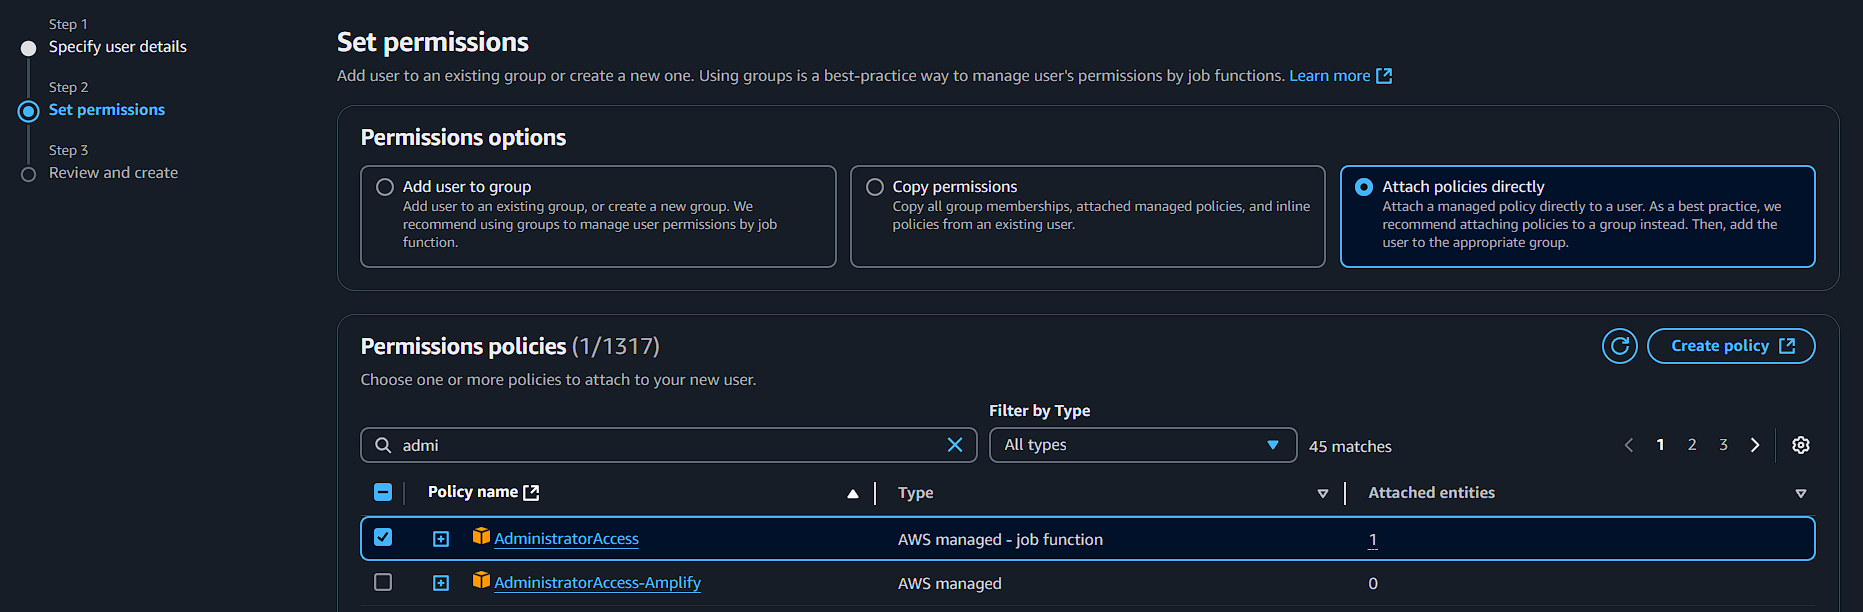 Step 1
Specify user details
Step 2
Set permissions
Step 3
Review and create
Set permissions
Add user to an existing group or create a new one. Using groups is a best-practice way to manage user's permissions by job functions. Learn more
Permissions options
Add user to group
Add user to an existing group, or create a new group. We
recommend using groups to manage user permissions by job
function.
Copy permissions
Copy all group memberships, attached managed policies, and inline
policies from an existing user.
Attach policies directly
Attach a managed policy directly to a user. As a best practice, we
recommend attaching policies to a group instead. Then, add the
user to the appropriate group.
Permissions policies (1/1317)
Create policy
Choose one or more policies to attach to your new user.
Filter by Type
admi
All types
45 matches
1 2 3
Policy name
Type
Attached entities
AdministratorAccess
AWS managed - job function
1
AdministratorAccess-Amplify
AWS managed
0